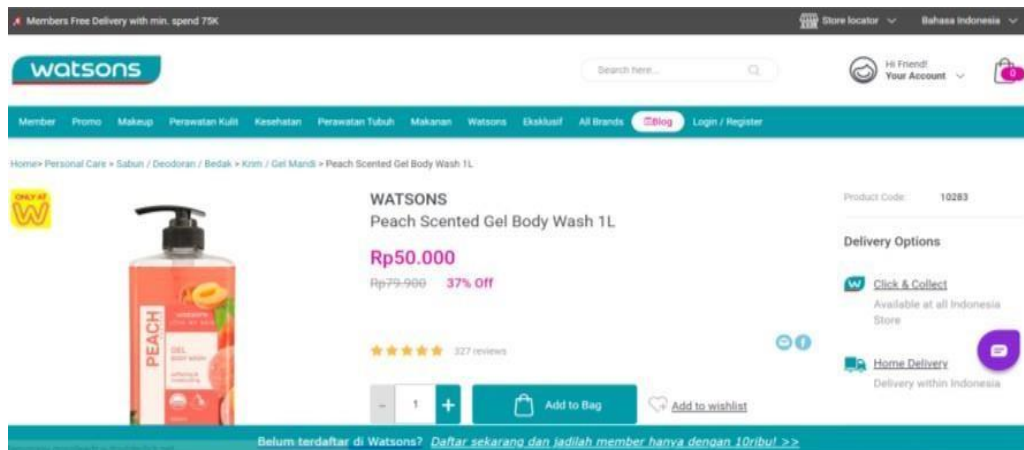 Members Free Delivery with min. spend 75K
Store locator
Bahasa Indonesia
watsons
Search here...
Hi Friend!
Your Account
0
Member Promo Makeup Perawatan Kulit Kesehatan Perawatan Tubuh Makanan Watsons Eksklusif All Brands Blog Login / Register
Home> Personal Care > Sabun / Deodoran / Bedak > Krim / Gel Mandi > Peach Scented Gel Body Wash 1L
ONLY AT
W
PEACH
watsons
GEL
BODY WASH
WATSONS
Peach Scented Gel Body Wash 1L
Rp50.000
Rp79.900 37% Off
327 reviews
- 1 +
Add to Bag
Add to wishlist
Product Code: 10283
Delivery Options
Click & Collect
Available at all Indonesia
Store
Home Delivery
Delivery within Indonesia
Belum terdaftar di Watsons? Daftar sekarang dan jadilah member hanya dengan 10ribu! >>